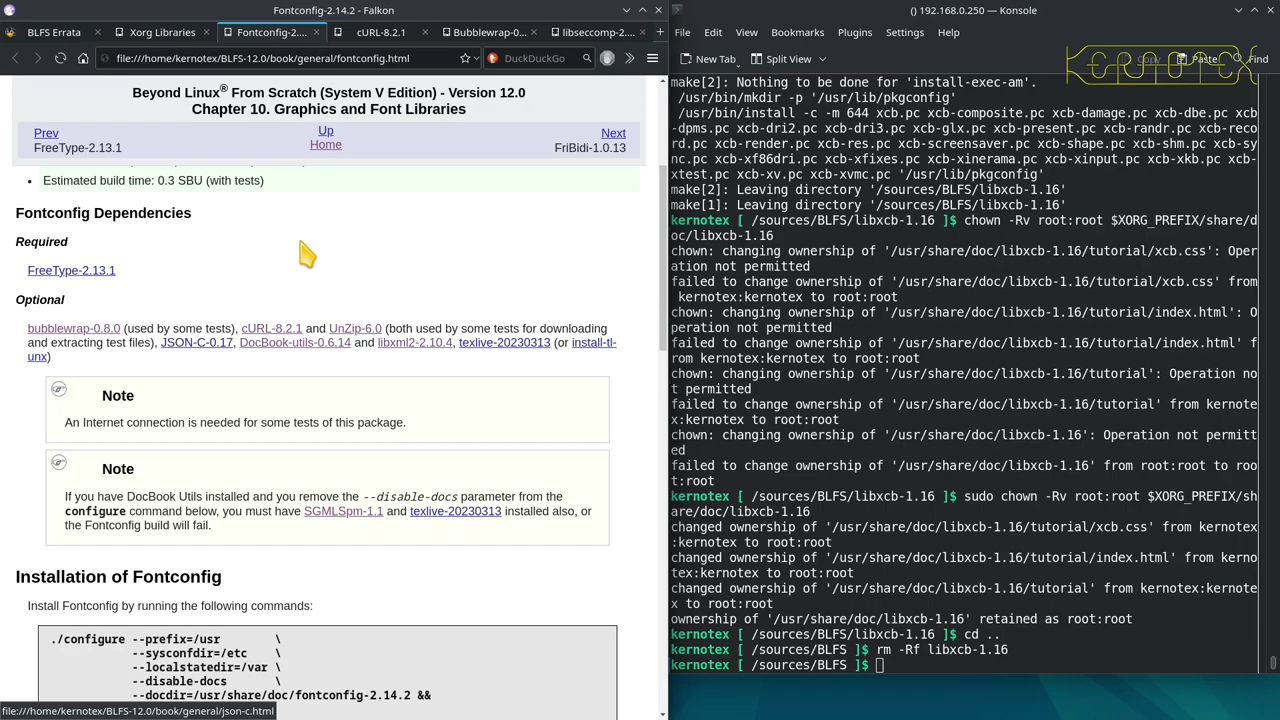 Fontconfig-2.14.2 - Falkon
BLFS Errata
Xorg Libraries
Fontconfig-2....
cURL-8.2.1
Bubblewrap-0....
libseccomp-2....
file:///home/kernotex/BLFS-12.0/book/general/fontconfig.html
DuckDuckGo
Beyond Linux® From Scratch (System V Edition) - Version 12.0
Chapter 10. Graphics and Font Libraries
Prev
Up
Next
FreeType-2.13.1
Home
FriBidi-1.0.13
• Estimated build time: 0.3 SBU (with tests)
Fontconfig Dependencies
Required
FreeType-2.13.1
Optional
bubblewrap-0.8.0 (used by some tests), cURL-8.2.1 and UnZip-6.0 (both used by some tests for downloading
and extracting test files), JSON-C-0.17, DocBook-utils-0.6.14 and libxml2-2.10.4, texlive-20230313 (or install-tl-
unx)
Note
An Internet connection is needed for some tests of this package.
Note
If you have DocBook Utils installed and you remove the --disable-docs parameter from the
configure command below, you must have SGMLSpm-1.1 and texlive-20230313 installed also, or
the Fontconfig build will fail.
Installation of Fontconfig
Install Fontconfig by running the following commands:
./configure --prefix=/usr \
--sysconfdir=/etc \
--localstatedir=/var \
--disable-docs \
--docdir=/usr/share/doc/fontconfig-2.14.2 &&
file:///home/kernotex/BLFS-12.0/book/general/json-c.html
() 192.168.0.250 — Konsole
File Edit View Bookmarks Plugins Settings Help
New Tab
Split View
Copy
Paste
Find
kernotex
make[2]: Nothing to be done for 'install-exec-am'.
/usr/bin/mkdir -p '/usr/lib/pkgconfig'
/usr/bin/install -c -m 644 xcb.pc xcb-composite.pc xcb-damage.pc xcb-dbe.pc xcb
-dpms.pc xcb-dri2.pc xcb-dri3.pc xcb-glx.pc xcb-present.pc xcb-randr.pc xcb-reco
rd.pc xcb-render.pc xcb-res.pc xcb-screensaver.pc xcb-shape.pc xcb-shm.pc xcb-sy
nc.pc xcb-xf86dri.pc xcb-xfixes.pc xcb-xinerama.pc xcb-xinput.pc xcb-xkb.pc xcb-
xtest.pc xcb-xv.pc xcb-xvmc.pc '/usr/lib/pkgconfig'
make[2]: Leaving directory '/sources/BLFS/libxcb-1.16'
make[1]: Leaving directory '/sources/BLFS/libxcb-1.16'
kernotex [ /sources/BLFS/libxcb-1.16 ]$ chown -Rv root:root $XORG_PREFIX/share/d
oc/libxcb-1.16
chown: changing ownership of '/usr/share/doc/libxcb-1.16/tutorial/xcb.css': Oper
ation not permitted
failed to change ownership of '/usr/share/doc/libxcb-1.16/tutorial/xcb.css' from
kernotex:kernotex to root:root
chown: changing ownership of '/usr/share/doc/libxcb-1.16/tutorial/index.html': O
peration not permitted
failed to change ownership of '/usr/share/doc/libxcb-1.16/tutorial/index.html' f
rom kernotex:kernotex to root:root
chown: changing ownership of '/usr/share/doc/libxcb-1.16/tutorial': Operation no
t permitted
failed to change ownership of '/usr/share/doc/libxcb-1.16/tutorial' from kernote
x:kernotex to root:root
chown: changing ownership of '/usr/share/doc/libxcb-1.16': Operation not permitt
ed
failed to change ownership of '/usr/share/doc/libxcb-1.16' from root:root to roo
t:root
kernotex [ /sources/BLFS/libxcb-1.16 ]$ sudo chown -Rv root:root $XORG_PREFIX/sh
are/doc/libxcb-1.16
changed ownership of '/usr/share/doc/libxcb-1.16/tutorial/xcb.css' from kernotex
:kernotex to root:root
changed ownership of '/usr/share/doc/libxcb-1.16/tutorial/index.html' from kerno
tex:kernotex to root:root
changed ownership of '/usr/share/doc/libxcb-1.16/tutorial' from kernotex:kernote
x to root:root
ownership of '/usr/share/doc/libxcb-1.16' retained as root:root
kernotex [ /sources/BLFS/libxcb-1.16 ]$ cd ..
kernotex [ /sources/BLFS ]$ rm -Rf libxcb-1.16
kernotex [ /sources/BLFS ]$